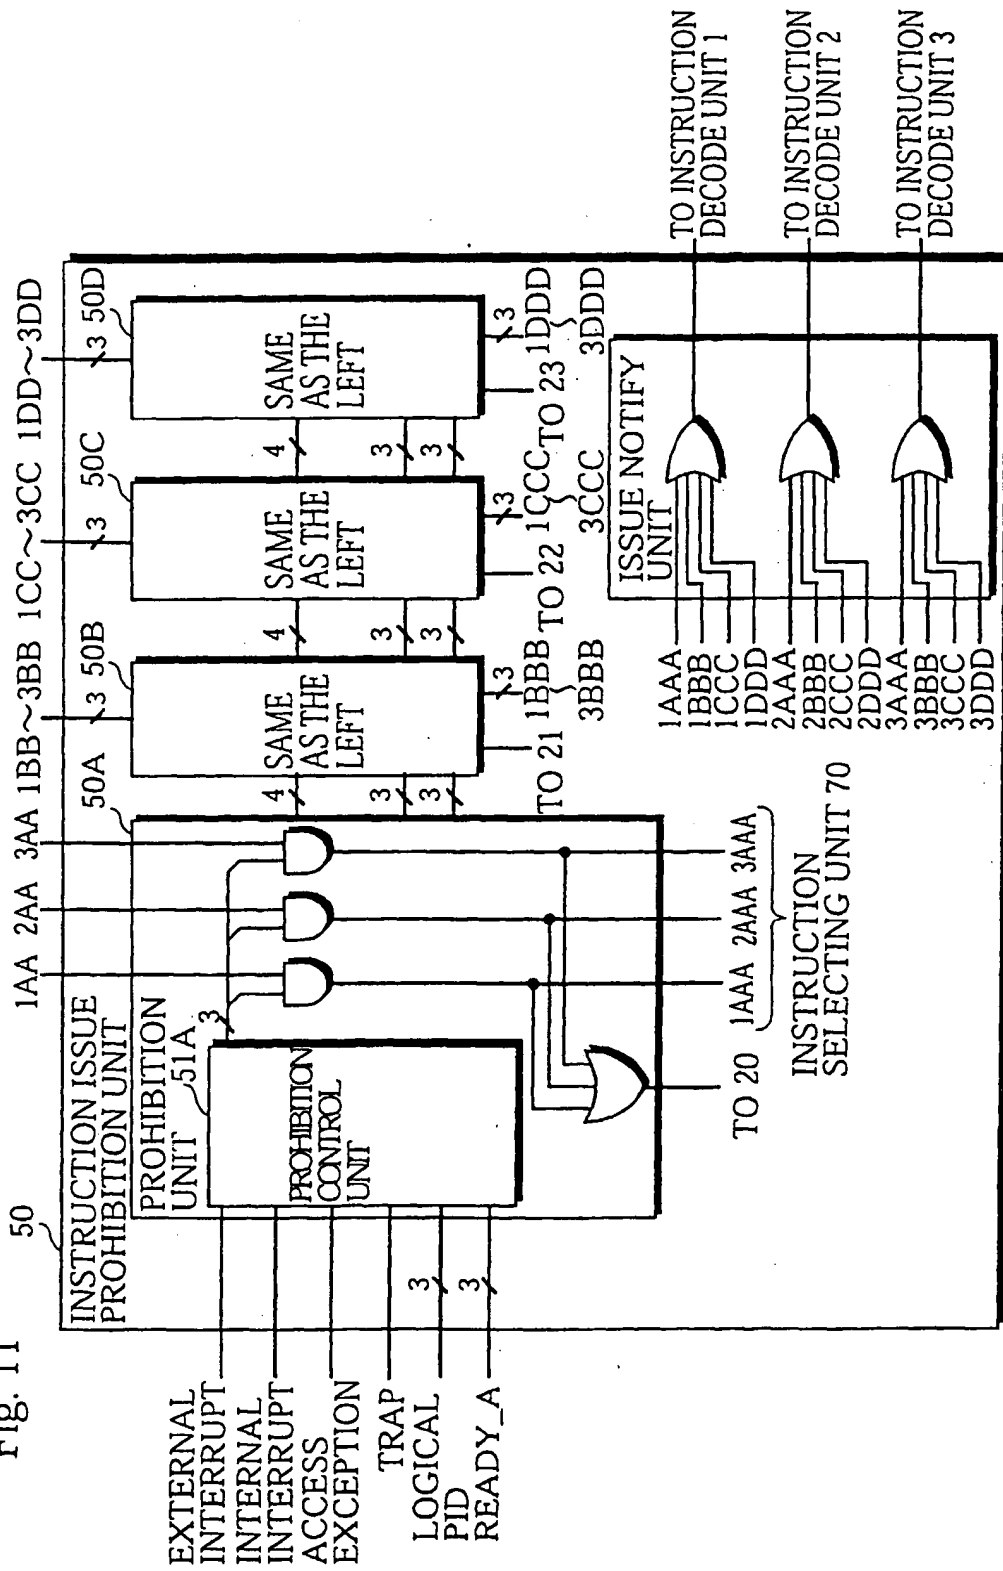 Fig. 11
50
INSTRUCTION ISSUE
PROHIBITION UNIT
1AA 2AA 3AA 1BB~3BB 1CC~3CC 1DD~3DD
50A
50B
50C
50D
3
3
3
PROHIBITION
UNIT
51A
3
PROHIBITION
CONTROL
UNIT
EXTERNAL
INTERRUPT
INTERNAL
INTERRUPT
ACCESS
EXCEPTION
TRAP
LOGICAL
PID
READY_A
3
3
4
3
3
SAME
AS THE
LEFT
4
3
3
SAME
AS THE
LEFT
4
3
3
SAME
AS THE
LEFT
TO 20
1AAA 2AAA 3AAA
INSTRUCTION
SELECTING UNIT 70
TO 21
3
1BBB
~
3BBB
TO 22
3
1CCC
~
3CCC
TO 23
3
1DDD
~
3DDD
ISSUE NOTIFY
UNIT
1AAA
1BBB
1CCC
1DDD
2AAA
2BBB
2CCC
2DDD
3AAA
3BBB
3CCC
3DDD
TO INSTRUCTION
DECODE UNIT 1
TO INSTRUCTION
DECODE UNIT 2
TO INSTRUCTION
DECODE UNIT 3